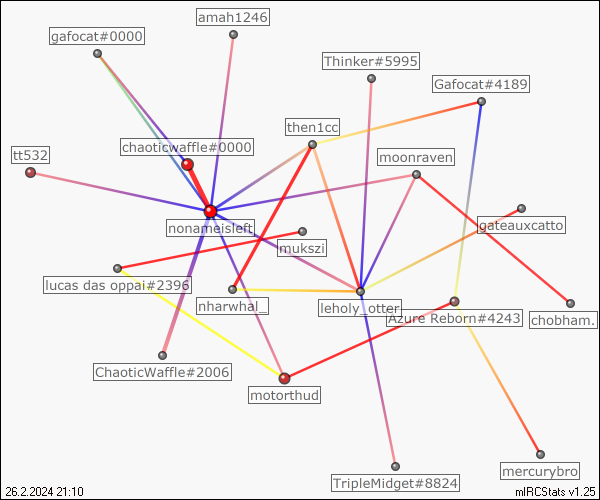 amah1246
gafocat#0000
Thinker#5995
Gafocat#4189
then1cc
chaoticwaffle#0000
tt532
moonraven
nonameisleft
gateauxcatto
mukszi
lucas das oppai#2396
nharwhal_
leholy_otter
Azure Reborn#4243
chobham.
ChaoticWaffle#2006
motorthud
mercurybro
TripleMidget#8824
26.2.2024 21:10
mIRCStats v1.25